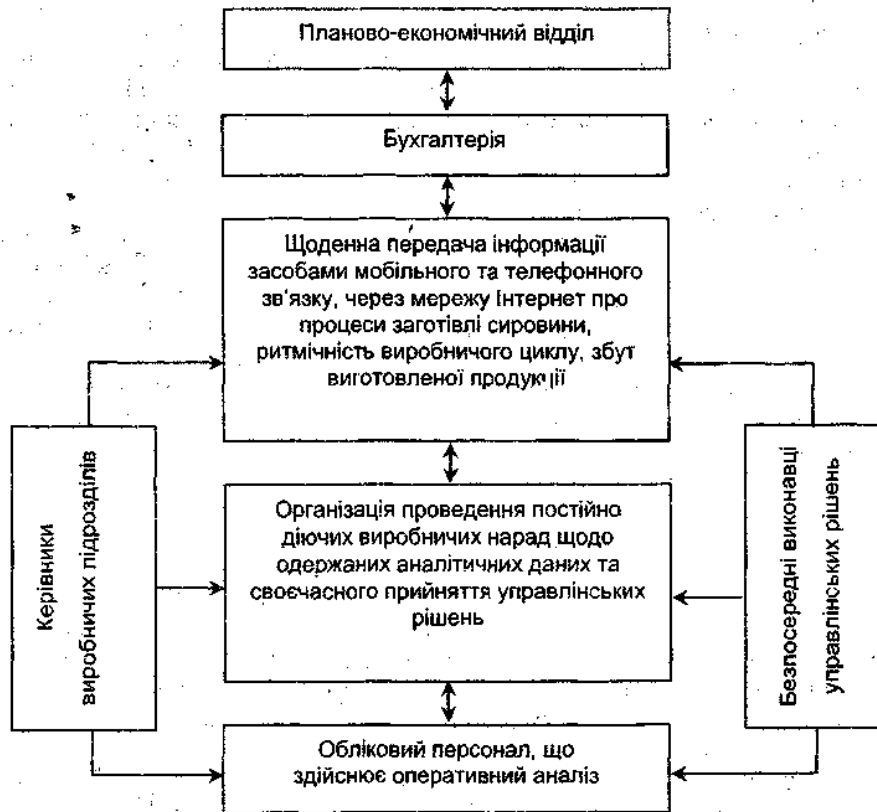 Планово-економічний відділ
Бухгалтерія
Щоденна передача інформації
засобами мобільного та телефонного
зв'язку, через мережу Інтернет про
процеси заготівлі сировини,
ритмічність виробничого циклу, збут
виготовленої продукції
Керівники
виробничих підрозділів
Організація проведення постійно
діючих виробничих нарад щодо
одержаних аналітичних даних та
своєчасного прийняття управлінських
рішень
Безпосередні виконавці
управлінських рішень
Обліковий персонал, що
здійснює оперативний аналіз